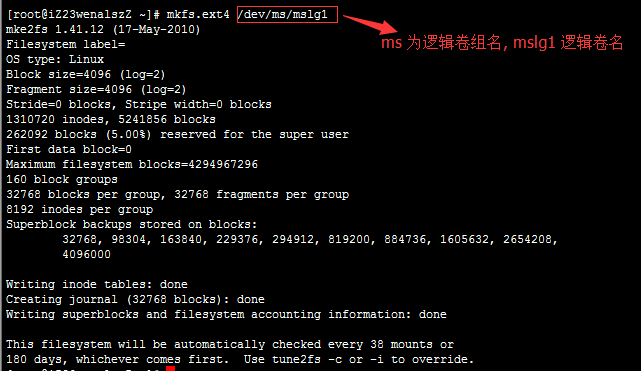 [root@iZ23wenalszZ ~]# mkfs.ext4 /dev/ms/mslg1
mke2fs 1.41.12 (17-May-2010)
ms 为逻辑卷组名, mslg1 逻辑卷名
Filesystem label=
OS type: Linux
Block size=4096 (log=2)
Fragment size=4096 (log=2)
Stride=0 blocks, Stripe width=0 blocks
1310720 inodes, 5241856 blocks
262092 blocks (5.00%) reserved for the super user
First data block=0
Maximum filesystem blocks=4294967296
160 block groups
32768 blocks per group, 32768 fragments per group
8192 inodes per group
Superblock backups stored on blocks:
32768, 98304, 163840, 229376, 294912, 819200, 884736, 1605632, 2654208,
4096000
Writing inode tables: done
Creating journal (32768 blocks): done
Writing superblocks and filesystem accounting information: done
This filesystem will be automatically checked every 38 mounts or
180 days, whichever comes first.  Use tune2fs -c or -i to override.